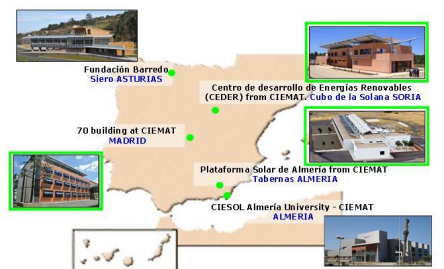 Fundación Barredo
Siero ASTURIAS
Centro de desarrollo de Energías Renovables
(CEDER) from CIEMAT. Cubo de la Solana SORIA
70 building at CIEMAT
MADRID
Plataforma Solar de Almería from CIEMAT
Tabernas ALMERIA
CIESOL Almería University - CIEMAT
ALMERIA